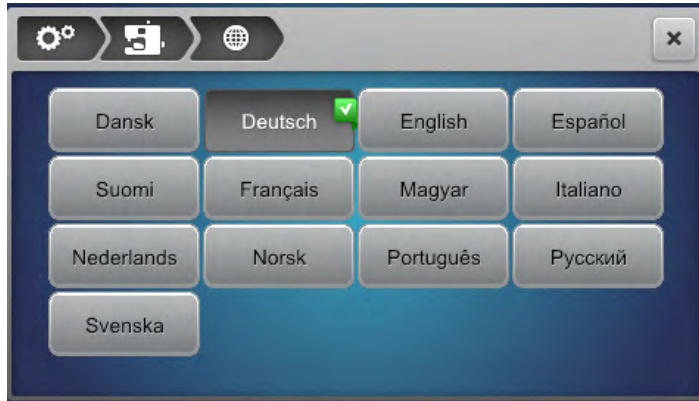 Dansk Deutsch English Español
Suomi Français Magyar Italiano
Nederlands Norsk Português Русский
Svenska